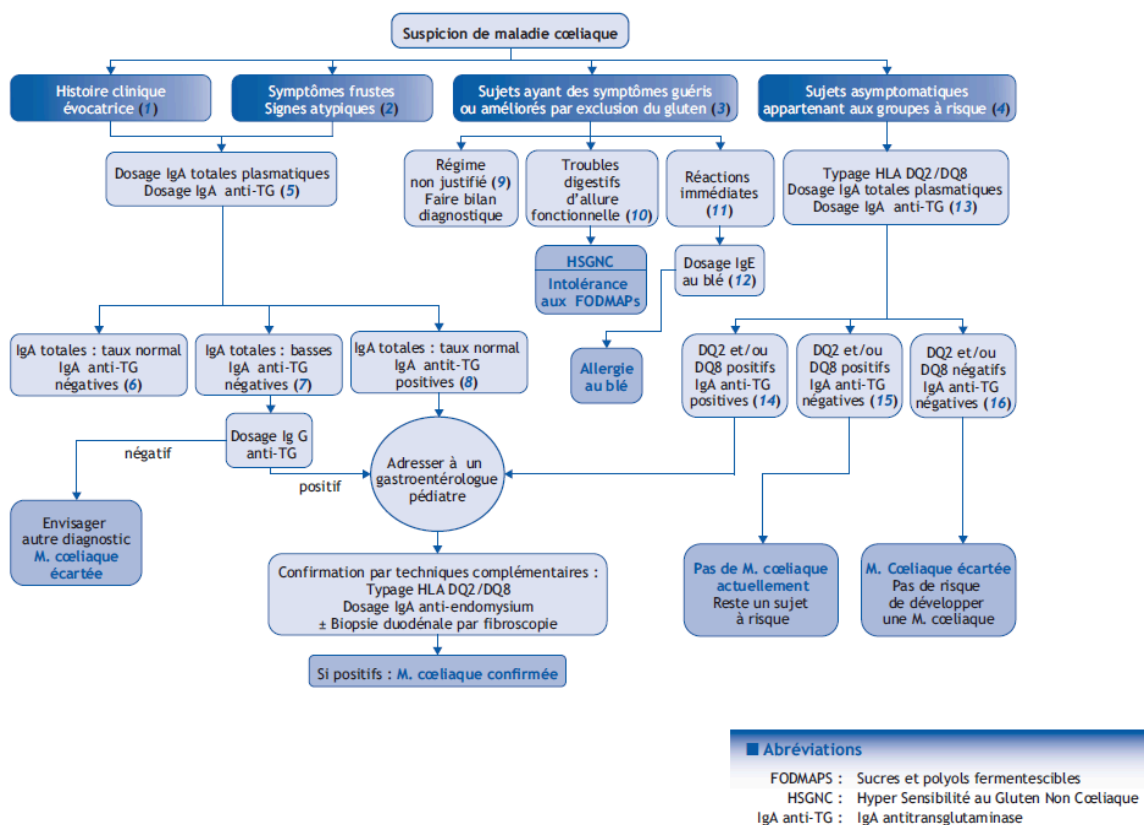 Suspicion de maladie cœliaque
Histoire clinique
évocatrice (1)
Symptômes frustes
Signes atypiques (2)
Sujets ayant des symptômes guéris
ou améliorés par exclusion du gluten (3)
Sujets asymptomatiques
appartenant aux groupes à risque (4)
Dosage IgA totales plasmatiques
Dosage IgA anti-TG (5)
Régime
non justifié (9)
Faire bilan
diagnostique
Troubles
digestifs
d'allure
fonctionnelle (10)
Réactions
immédiates
(11)
Typage HLA DQ2/DQ8
Dosage IgA totales plasmatiques
Dosage IgA anti-TG (13)
HSGNC
Intolérance
aux FODMAPs
Dosage IgE
au blé (12)
Allergie
au blé
IgA totales : taux normal
IgA anti-TG
négatives (6)
IgA totales : basses
IgA anti-TG
négatives (7)
IgA totales : taux normal
IgA antit-TG
positives (8)
DQ2 et/ou
DQ8 positifs
IgA anti-TG
positives (14)
DQ2 et/ou
DQ8 positifs
IgA anti-TG
négatives (15)
DQ2 et/ou
DQ8 négatifs
IgA anti-TG
négatives (16)
Dosage Ig G
anti-TG
négatif
positif
Adresser à un
gastroentérologue
pédiatre
Envisager
autre diagnostic
M. cœliaque
écartée
Confirmation par techniques complémentaires :
Typage HLA DQ2/DQ8
Dosage IgA anti-endomysium
± Biopsie duodénale par fibroscopie
Si positifs : M. cœliaque confirmée
Pas de M. cœliaque
actuellement
Reste un sujet
à risque
M. Cœliaque écartée
Pas de risque
de développer
une M. cœliaque
■ Abréviations
FODMAPS : Sucres et polyols fermentescibles
HSGNC : Hyper Sensibilité au Gluten Non Cœliaque
IgA anti-TG : IgA antitransglutaminase